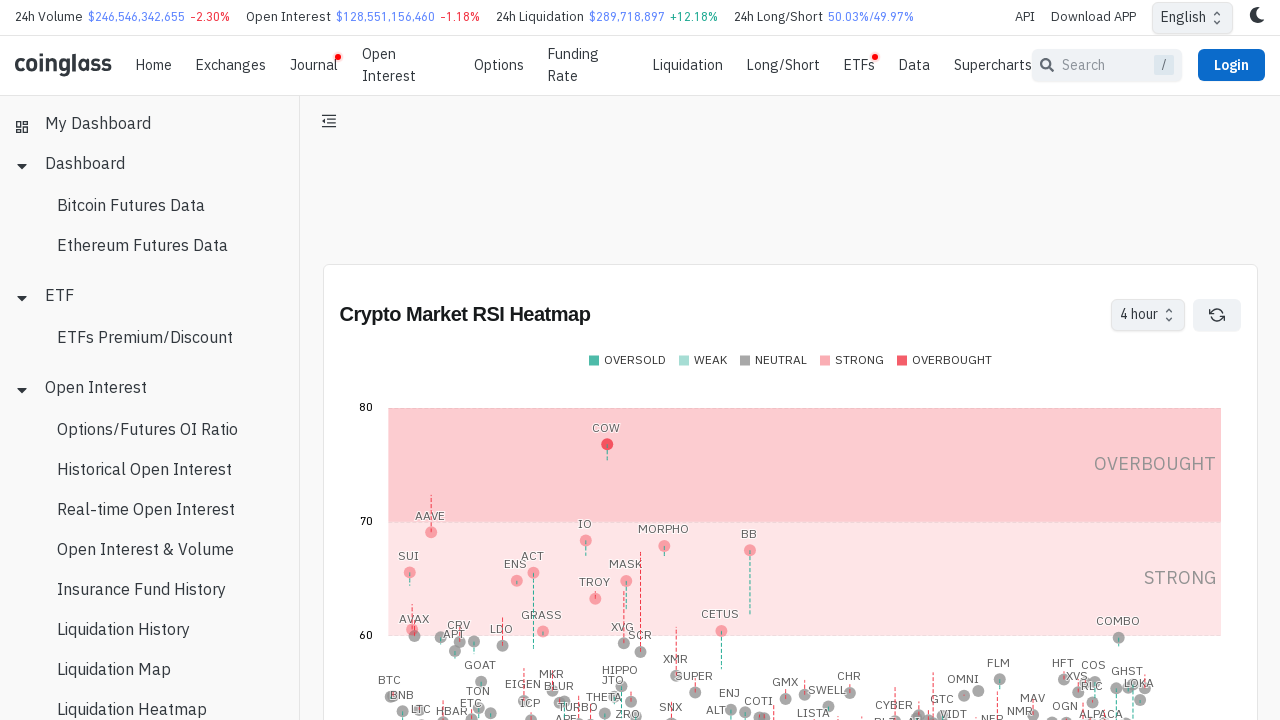 24h Volume $246,546,342,655 -2.30% Open Interest $128,551,156,460 -1.18% 24h Liquidation $289,718,897 +12.18% 24h Long/Short 50.03%/49.97% API Download APP English
coinglass Home Exchanges Journal Open Interest Options Funding Rate Liquidation Long/Short ETFs Data Supercharts Search / Login
My Dashboard
Dashboard
Bitcoin Futures Data
Ethereum Futures Data
ETF
ETFs Premium/Discount
Open Interest
Options/Futures OI Ratio
Historical Open Interest
Real-time Open Interest
Open Interest & Volume
Insurance Fund History
Liquidation History
Liquidation Map
Liquidation Heatmap
Crypto Market RSI Heatmap 4 hour
OVERSOLD WEAK NEUTRAL STRONG OVERBOUGHT
80
COW
OVERBOUGHT
70
AAVE IO MORPHO BB
SUI ENS ACT MASK
TROY STRONG
AVAX CRV APT LDO GRASS XVG SCR CETUS COMBO
60
GOAT MKR HIPPO XMR FLM HFT COS GHST
BTC BNB TON EIGEN BLUR JTO SUPER GMX SWELL CHR OMNI XVS RLC LOKA
LTC HBAR ETC ICP TURBO THETA SNX ENJ COTI LISTA CYBER GTC MAV OGN
ZRO ALT VIDT NMR ALPACA